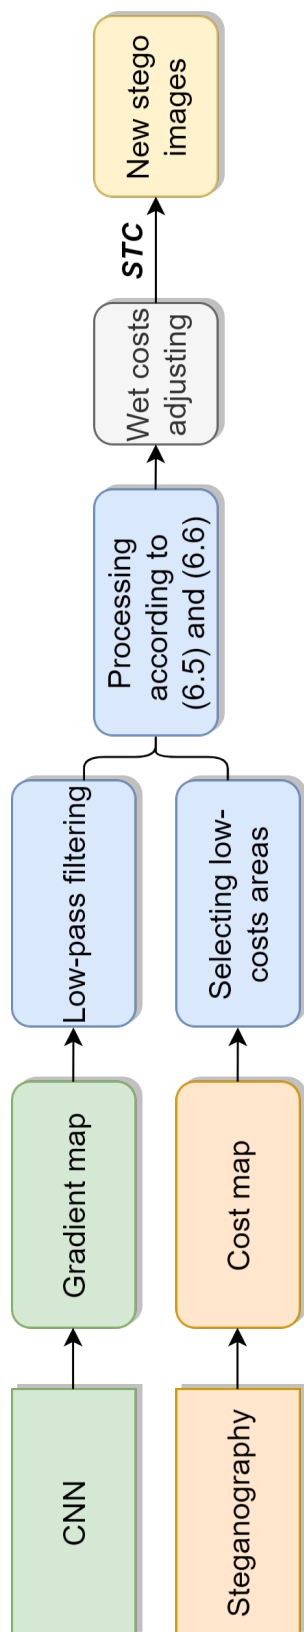 CNN
Gradient map
Low-pass filtering
Steganography
Cost map
Selecting low-
costs areas
Processing
according to
(6.5) and (6.6)
Wet costs
adjusting
STC
New stego
images